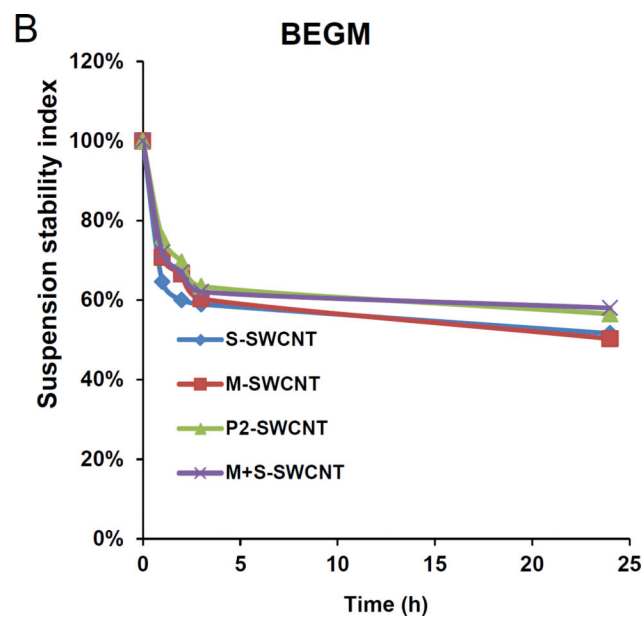 B
BEGM
Suspension stability index
120%
100%
80%
60%
40%
20%
0%
S-SWCNT
M-SWCNT
P2-SWCNT
M+S-SWCNT
0 5 10 15 20 25
Time (h)